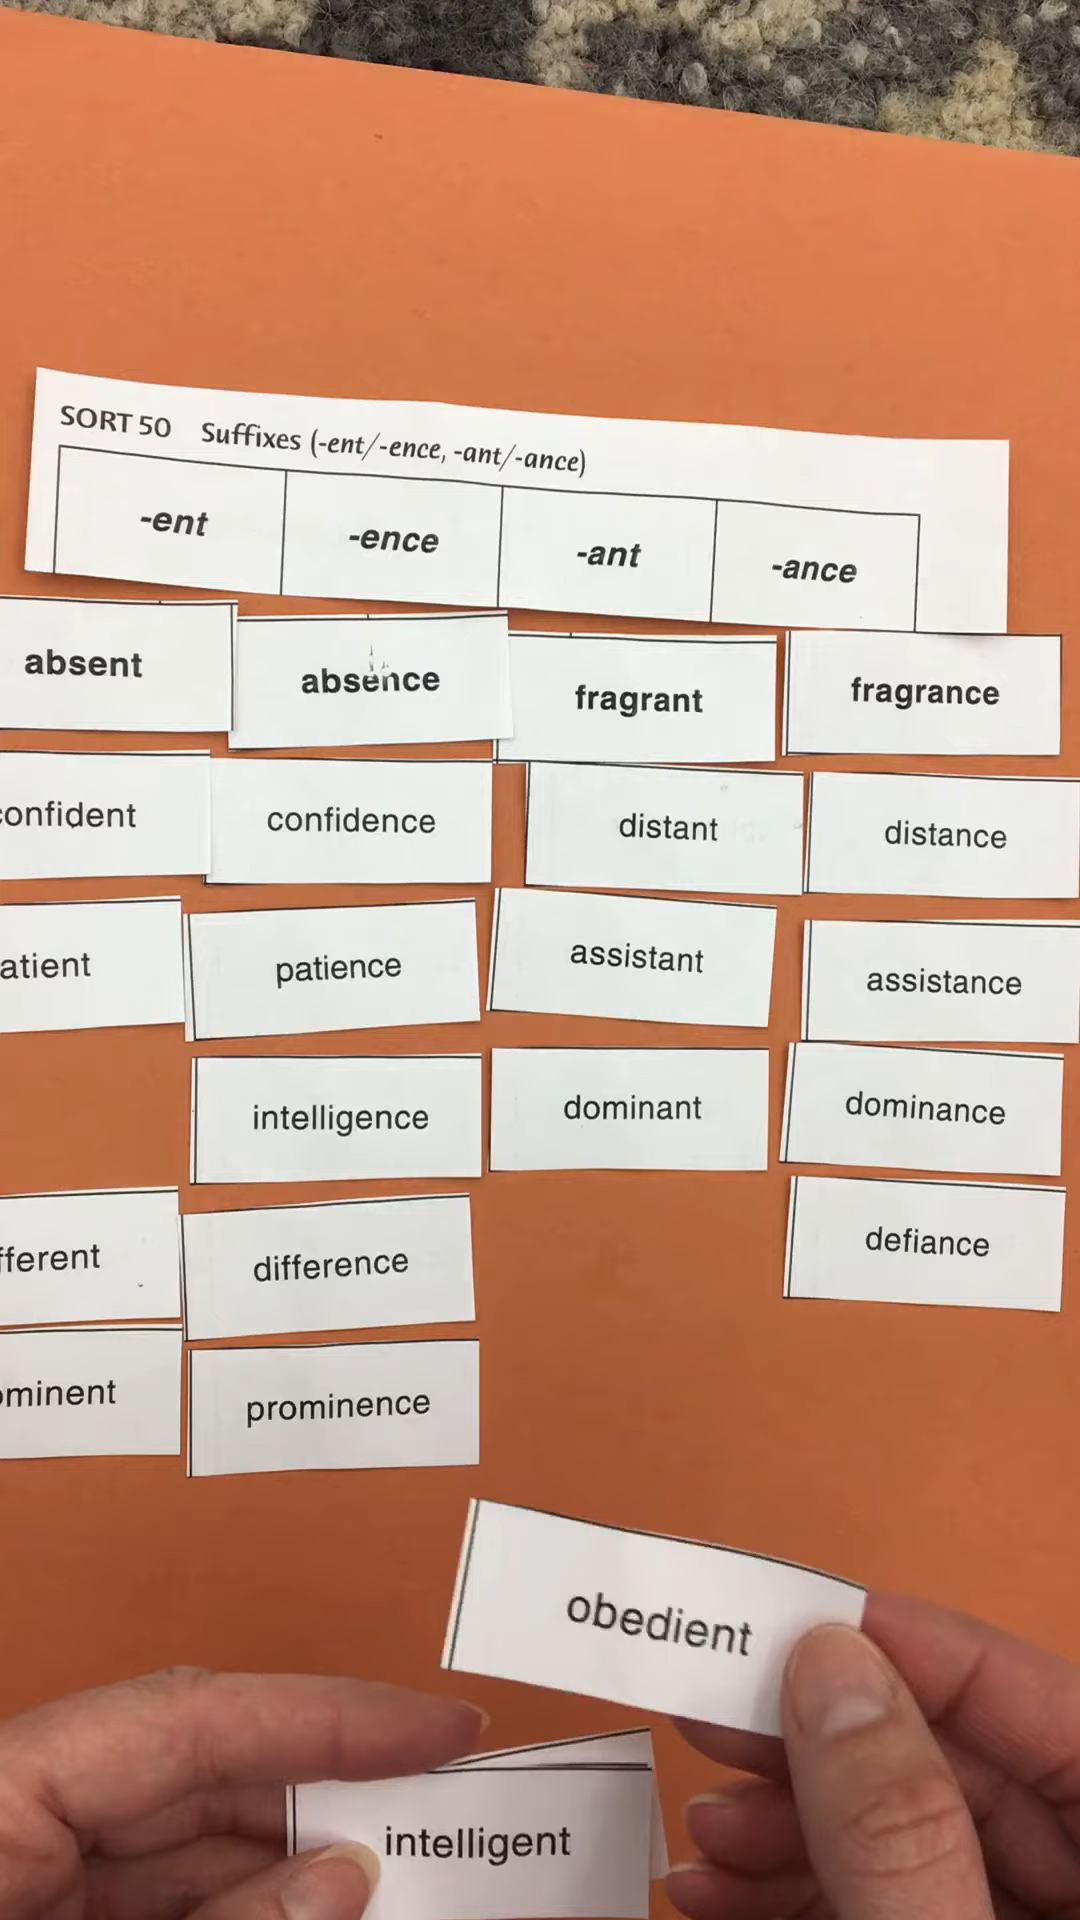 SORT 50 Suffixes (-ent/-ence, -ant/-ance)
-ent -ence -ant -ance
absent absence fragrant fragrance
onfident confidence distant distance
atient patience assistant assistance
intelligence dominant dominance
fferent difference defiance
ominent prominence
obedient
intelligent